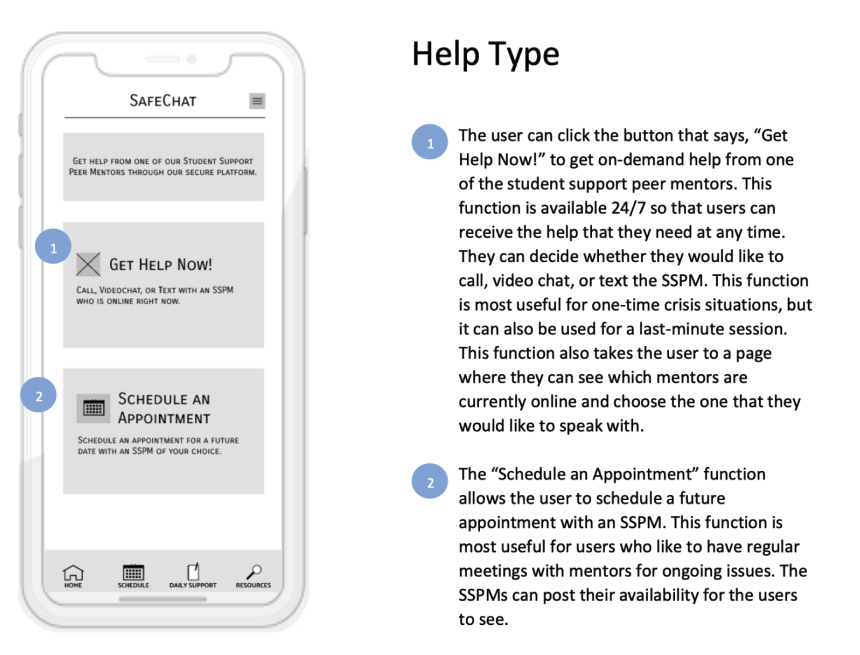 SafeChat
Get help from one of our Student Support
Peer Mentors through our secure platform.
1
Get Help Now!
Call, Videochat, or Text with an SSPM
who is online right now.
2
Schedule an
Appointment
Schedule an appointment for a future
date with an SSPM of your choice.
HOME
SCHEDULE
DAILY SUPPORT
RESOURCES
Help Type
1
The user can click the button that says, “Get
Help Now!” to get on-demand help from one
of the student support peer mentors. This
function is available 24/7 so that users can
receive the help that they need at any time.
They can decide whether they would like to
call, video chat, or text the SSPM. This function
is most useful for one-time crisis situations, but
it can also be used for a last-minute session.
This function also takes the user to a page
where they can see which mentors are
currently online and choose the one that they
would like to speak with.
2
The “Schedule an Appointment” function
allows the user to schedule a future
appointment with an SSPM. This function is
most useful for users who like to have regular
meetings with mentors for ongoing issues. The
SSPMs can post their availability for the users
to see.